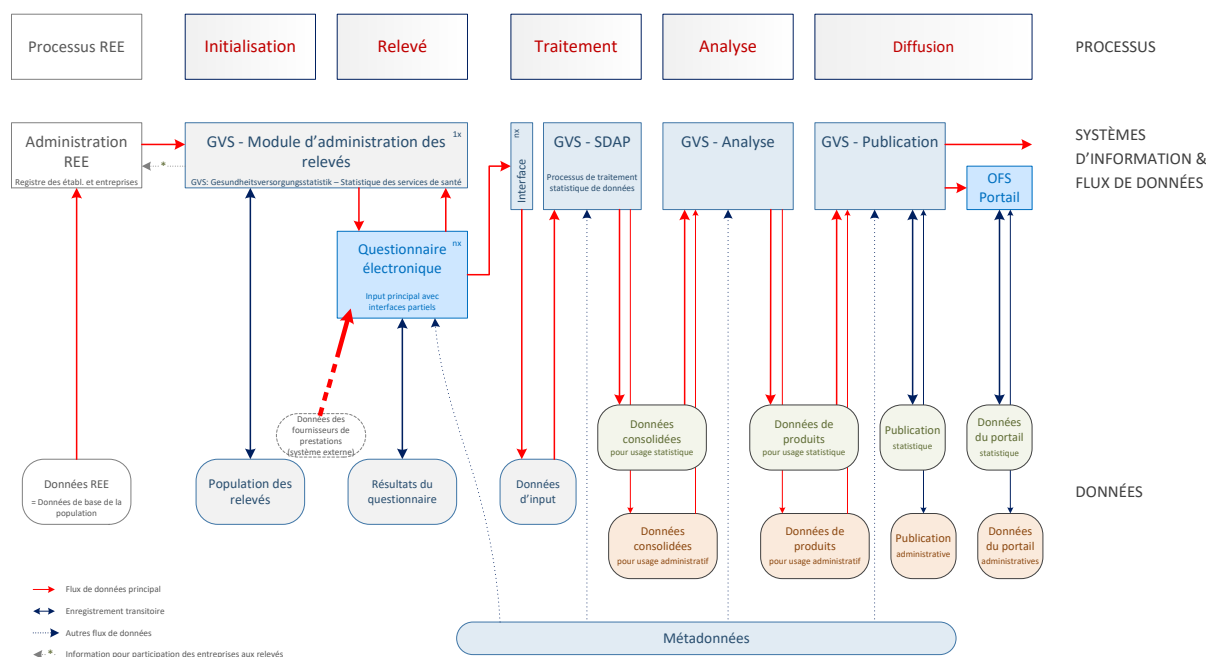 Processus REE
Initialisation
Relevé
Traitement
Analyse
Diffusion
PROCESSUS
Administration
REE
Registre des établ. et entreprises
*
GVS - Module d'administration des
relevés
1x
GVS: Gesundheitsversorgungsstatistik – Statistique des services de santé
Interface
nx
GVS - SDAP
Processus de traitement
statistique de données
GVS - Analyse
GVS - Publication
OFS
Portail
SYSTÈMES
D'INFORMATION &
FLUX DE DONNÉES
Questionnaire
électronique
nx
Input principal avec
interfaces partiels
Données des
fournisseurs de
prestations
(système externe)
Données
consolidées
pour usage statistique
Données de
produits
pour usage statistique
Publication
statistique
Données
du portail
statistique
Données REE
= Données de base de la
population
Population des
relevés
Résultats du
questionnaire
Données
d'input
DONNÉES
Données
consolidées
pour usage administratif
Données de
produits
pour usage administratif
Publication
administrative
Données
du portail
administratives
Flux de données principal
Enregistrement transitoire
Autres flux de données
* Information pour participation des entreprises aux relevés
Métadonnées